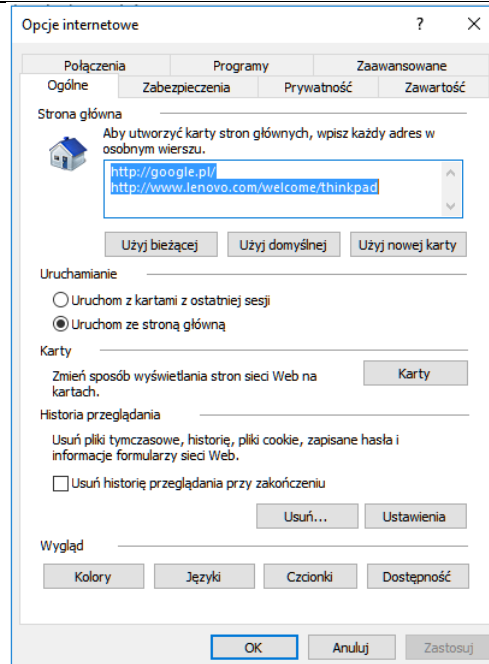 Opcje internetowe
Połączenia Programy Zaawansowane
Ogólne Zabezpieczenia Prywatność Zawartość
Strona główna
Aby utworzyć karty stron głównych, wpisz każdy adres w
osobnym wierszu.
http://google.pl/
http://www.lenovo.com/welcome/thinkpad
Użyj bieżącej Użyj domyślnej Użyj nowej karty
Uruchamianie
Uruchom z kartami z ostatniej sesji
Uruchom ze stroną główną
Karty
Zmień sposób wyświetlania stron sieci Web na
kartach.
Karty
Historia przeglądania
Usuń pliki tymczasowe, historię, pliki cookie, zapisane hasła i
informacje formularzy sieci Web.
Usuń historię przeglądania przy zakończeniu
Usuń... Ustawienia
Wygląd
Kolory Języki Czcionki Dostępność
OK Anuluj Zastosuj